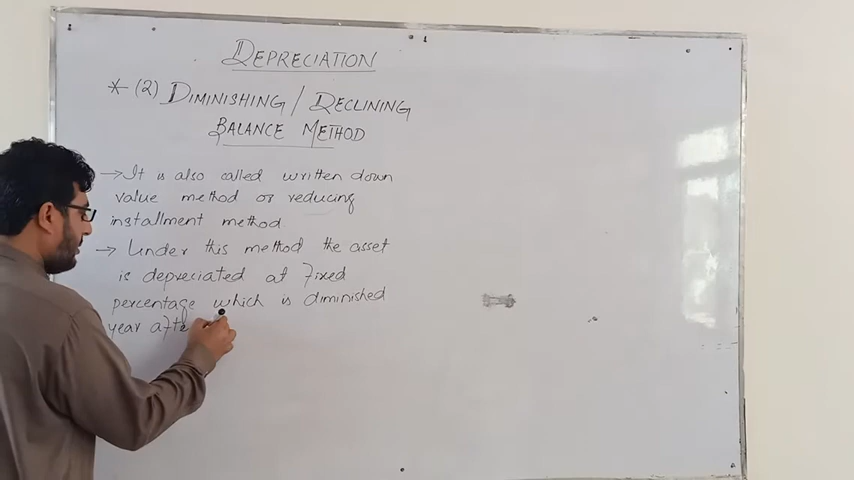 DEPRECIATION
* (2) DIMINISHING / DECLINING
BALANCE METHOD
→ It is also called written down
value method or reducing
installment method
→ Under this method the asset
is depreciated at fixed
percentage which is diminished
year afte